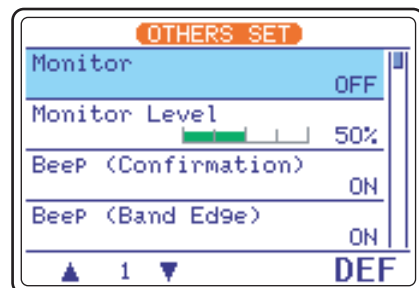 OTHERS SET
Monitor
OFF
Monitor Level
50%
Beep (Confirmation)
ON
Beep (Band Edge)
ON
▲ 1 ▼ DEF